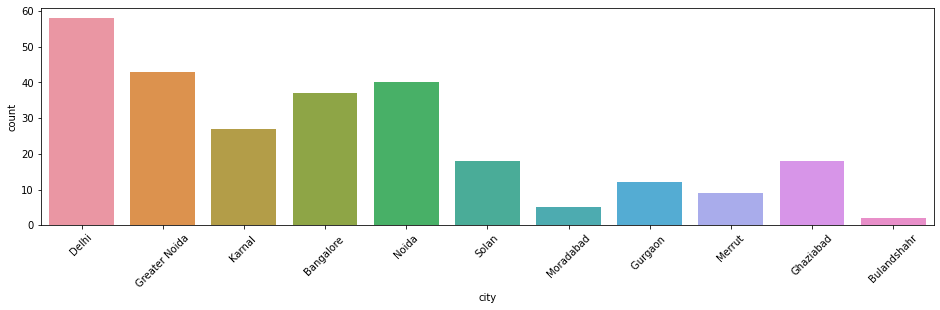 60
50
40
30
20
10
0
count
Delhi
Greater Noida
Karnal
Bangalore
Noida
Solan
Moradabad
Gurgaon
Merrut
Ghaziabad
Bulandshahr
city